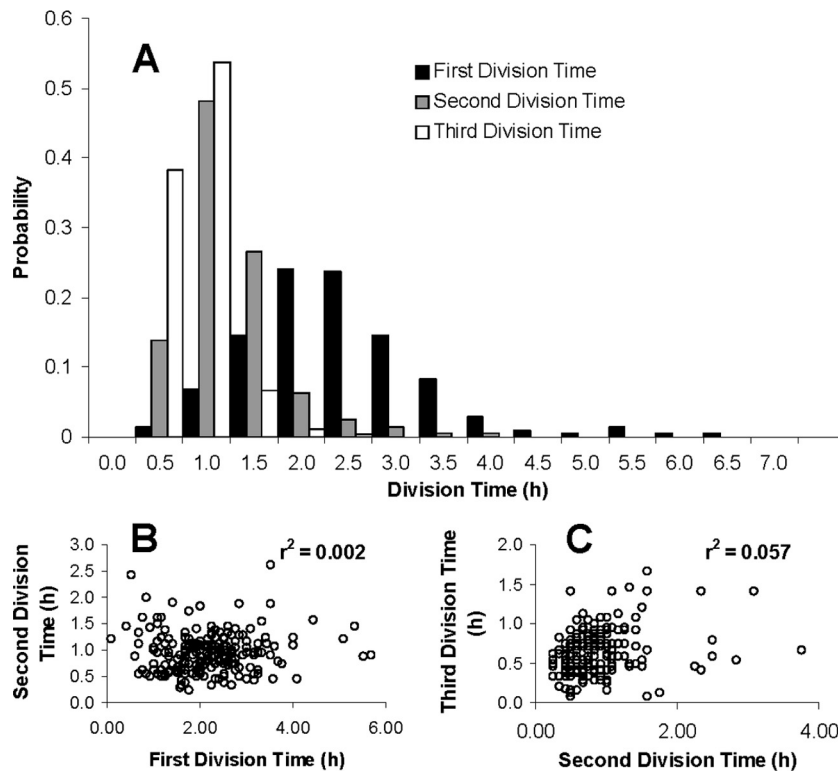 A
First Division Time
Second Division Time
Third Division Time
Probability
0.6
0.5
0.4
0.3
0.2
0.1
0
0.0 0.5 1.0 1.5 2.0 2.5 3.0 3.5 4.0 4.5 5.5 6.0 6.5 7.0
Division Time (h)
B
r² = 0.002
Second Division
Time (h)
3.0
2.5
2.0
1.5
1.0
0.5
0.0
0.00 2.00 4.00 6.00
First Division Time (h)
C
r² = 0.057
Third Division Time
(h)
2.0
1.5
1.0
0.5
0.0
0.00 2.00 4.00
Second Division Time (h)